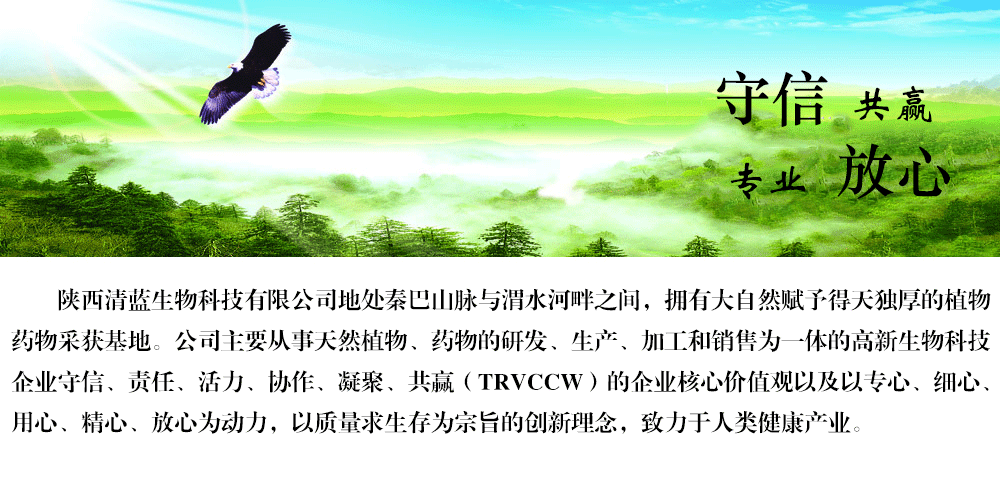 守信 共赢
专业 放心
陕西清蓝生物科技有限公司地处秦巴山脉与渭水河畔之间，拥有大自然赋予得天独厚的植物
药物采获基地。公司主要从事天然植物、药物的研发、生产、加工和销售为一体的高新生物科技
企业守信、责任、活力、协作、凝聚、共赢（TRVCCW）的企业核心价值观以及以专心、细心、
用心、精心、放心为动力，以质量求生存为宗旨的创新理念，致力于人类健康产业。